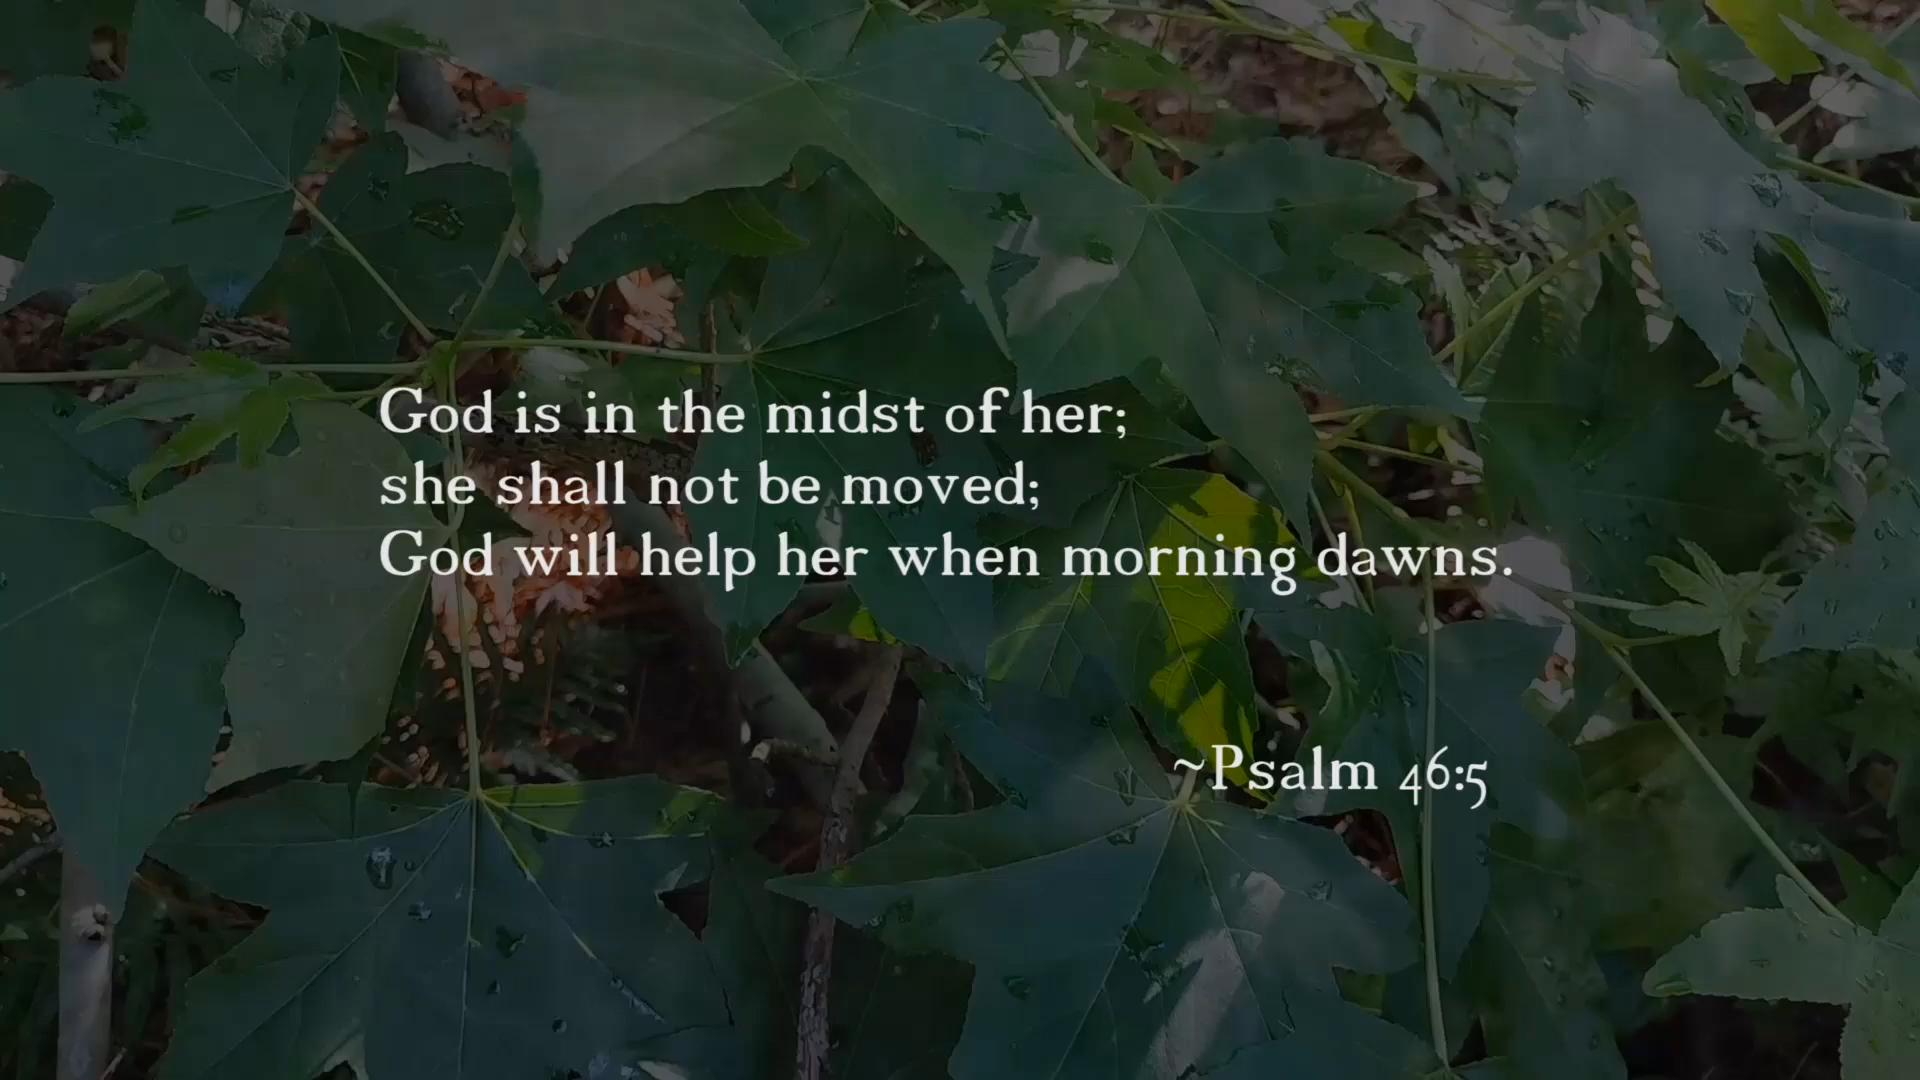 God is in the midst of her;
she shall not be moved;
God will help her when morning dawns.
~Psalm 46:5